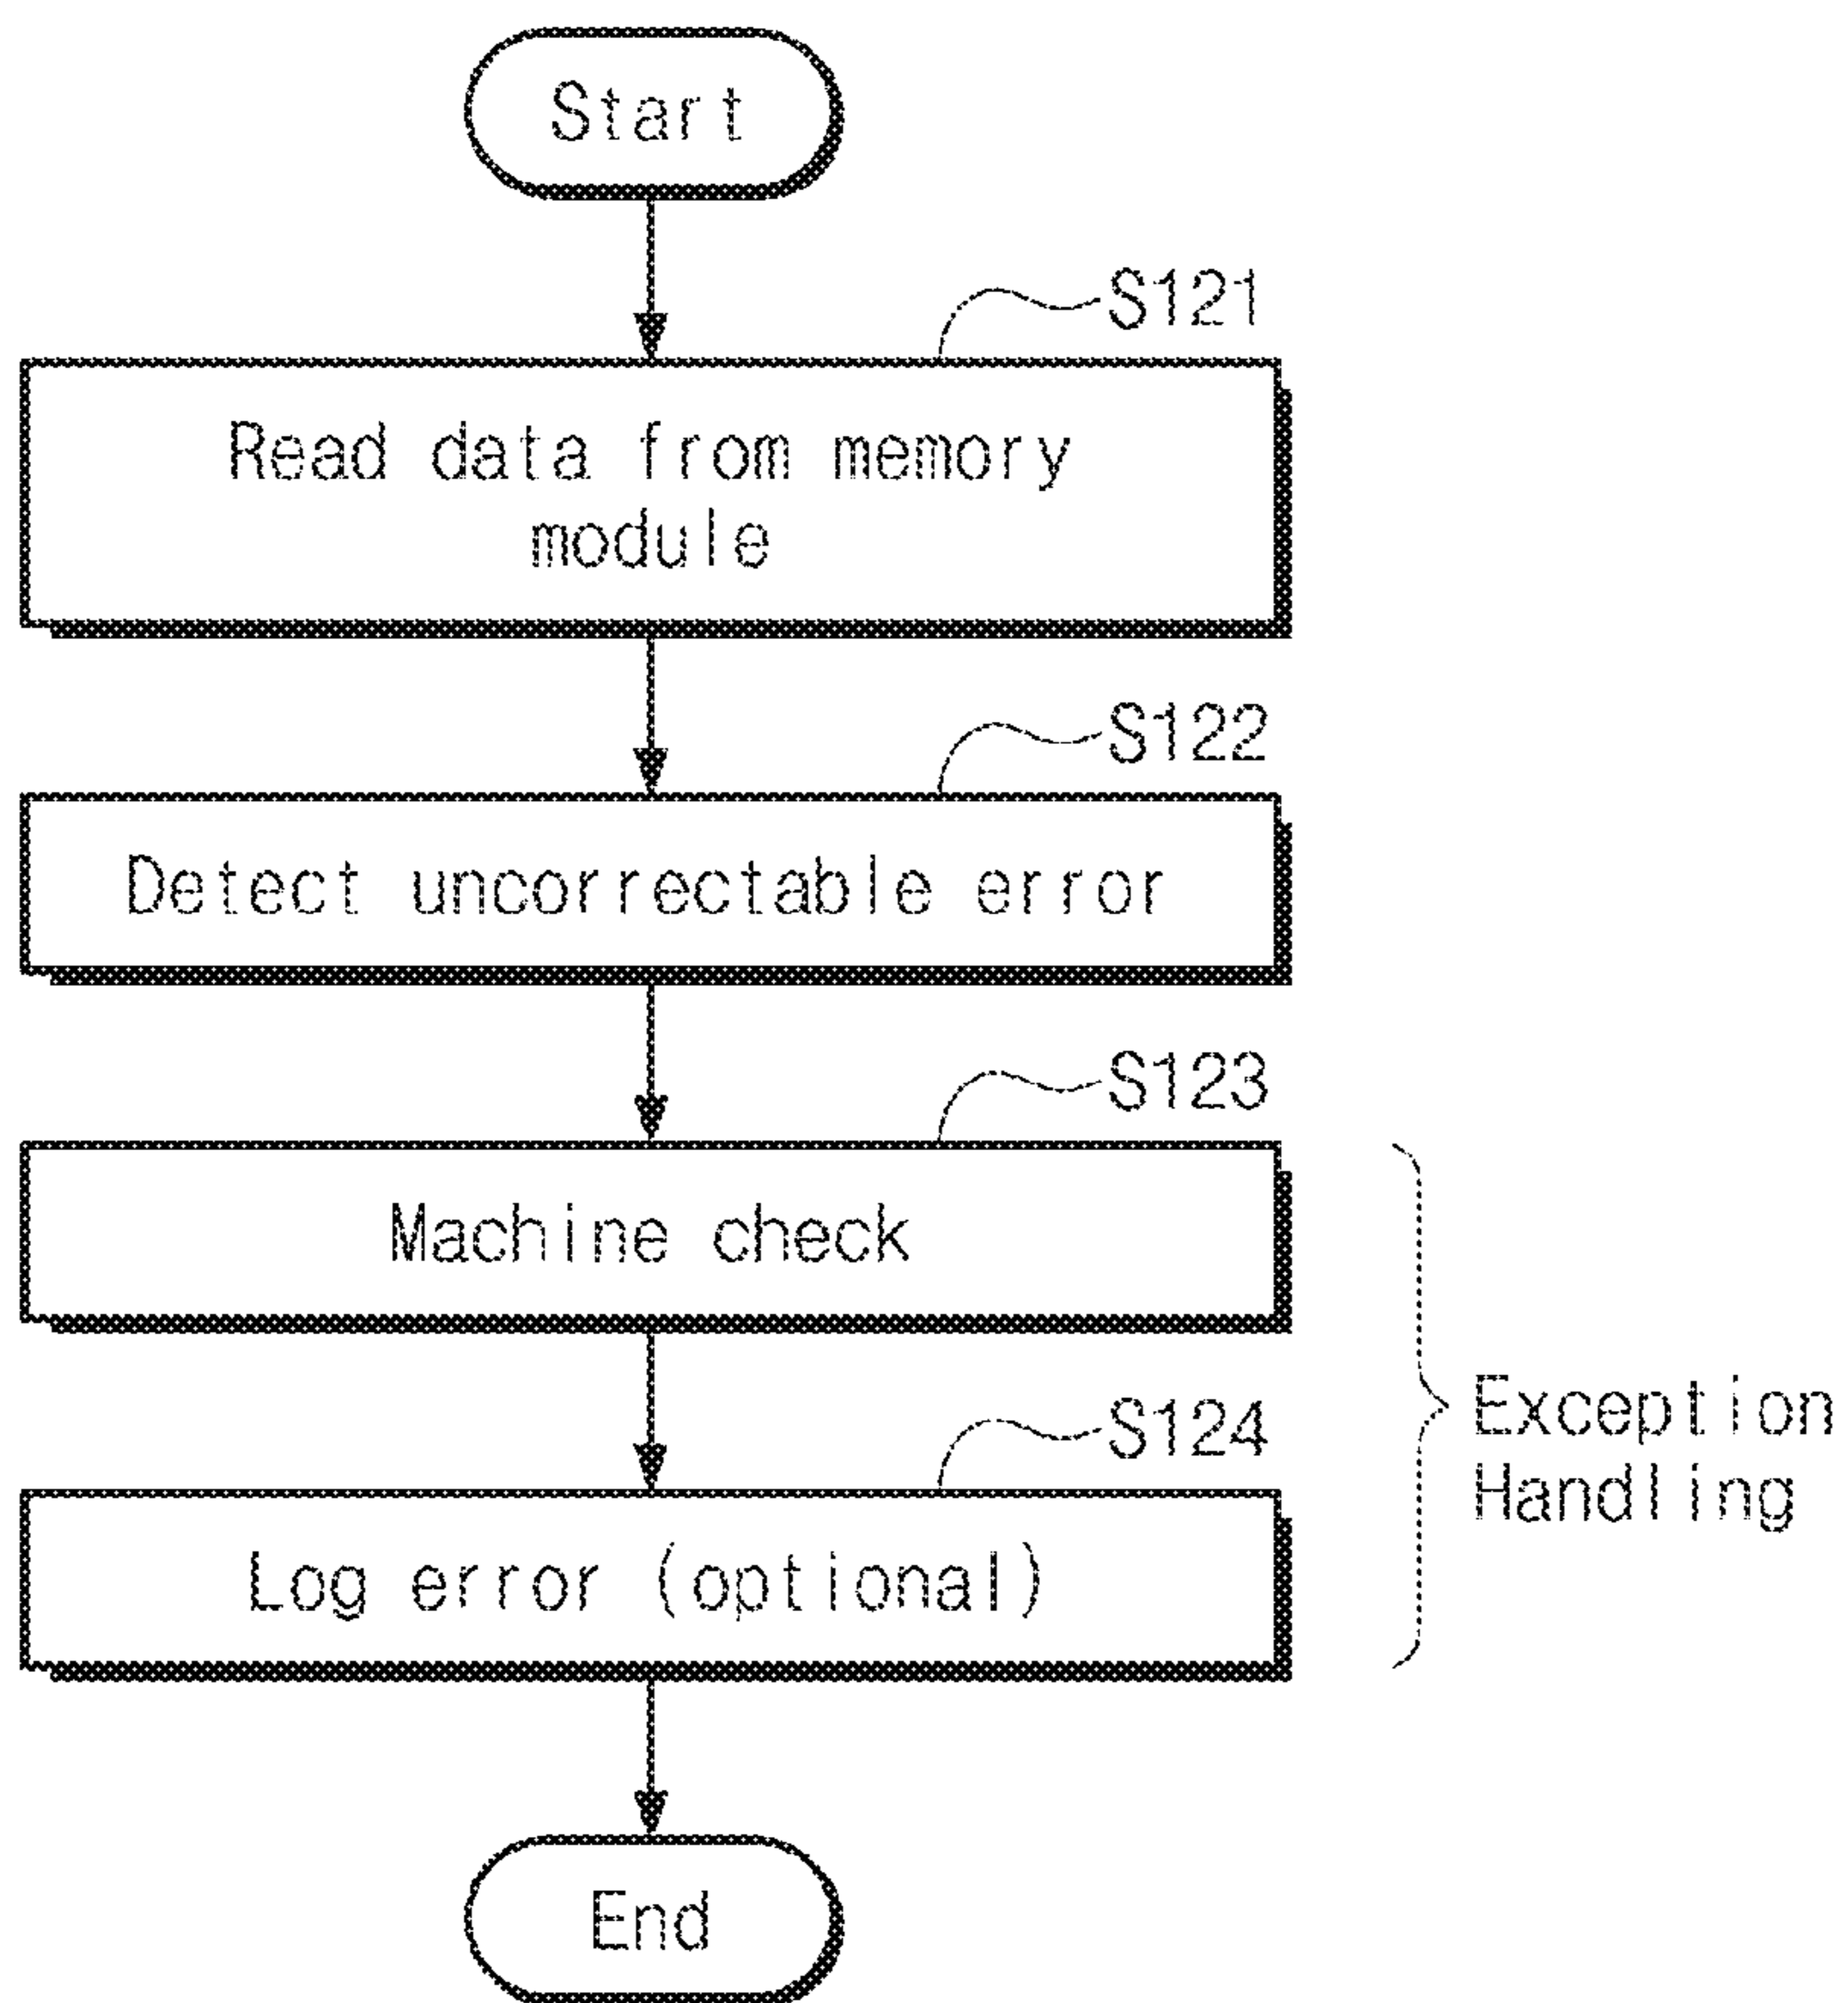 Start
S121
Read data from memory
module
S122
Detect uncorrectable error
S123
Machine check
S124
Log error (optional)
Exception
Handling
End